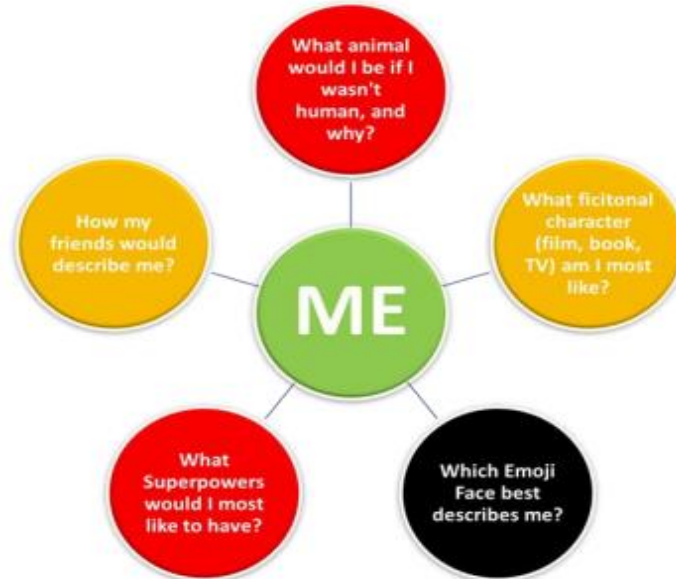 What animal
would I be if I
wasn't
human, and
why?
How my
friends would
describe me?
What ficitonal
character
(film, book,
TV) am I most
like?
ME
What
Superpowers
would I most
like to have?
Which Emoji
Face best
describes me?